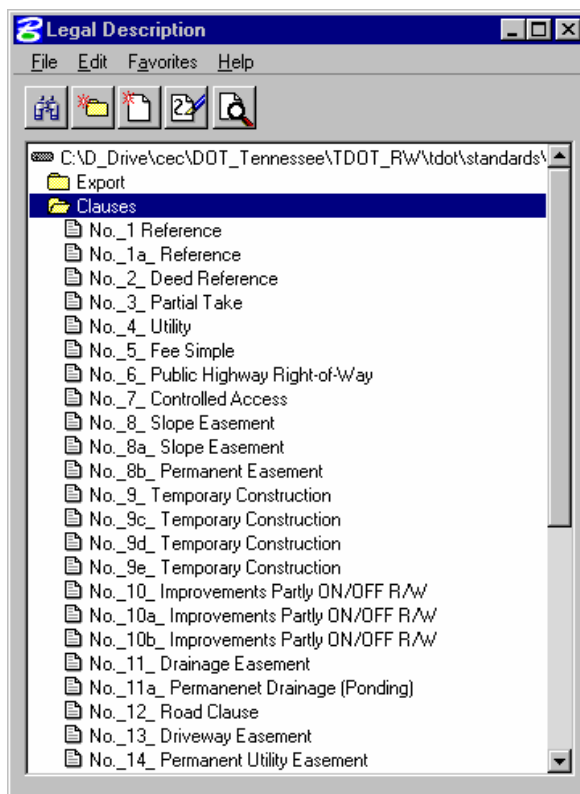 Legal Description
File Edit Favorites Help
C:\D_Drive\cec\DOT_Tennessee\TDOT_RW\tdot\standards\
Export
Clauses
No._1 Reference
No._1a_ Reference
No._2_ Deed Reference
No._3_ Partial Take
No._4_ Utility
No._5_ Fee Simple
No._6_ Public Highway Right-of-Way
No._7_ Controlled Access
No._8_ Slope Easement
No._8a_ Slope Easement
No._8b_ Permanent Easement
No._9_ Temporary Construction
No._9c_ Temporary Construction
No._9d_ Temporary Construction
No._9e_ Temporary Construction
No._10_ Improvements Partly ON/OFF R/W
No._10a_ Improvements Partly ON/OFF R/W
No._10b_ Improvements Partly ON/OFF R/W
No._11_ Drainage Easement
No._11a_ Permanenet Drainage (Ponding)
No._12_ Road Clause
No._13_ Driveway Easement
No._14_ Permanent Utility Easement